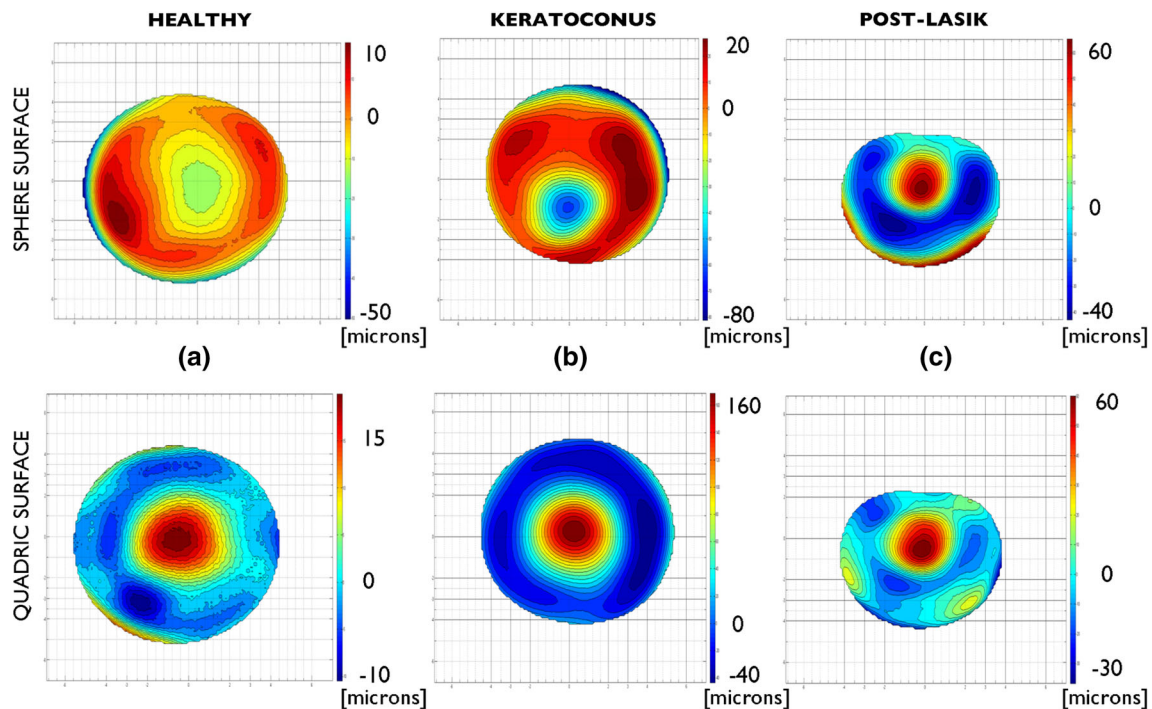 HEALTHY
KERATOCONUS
POST-LASIK
SPHERE SURFACE
10
0
-50
[microns]
20
0
-80
[microns]
60
0
-40
[microns]
(a)
(b)
(c)
QUADRIC SURFACE
15
0
-10
[microns]
160
0
-40
[microns]
60
0
-30
[microns]